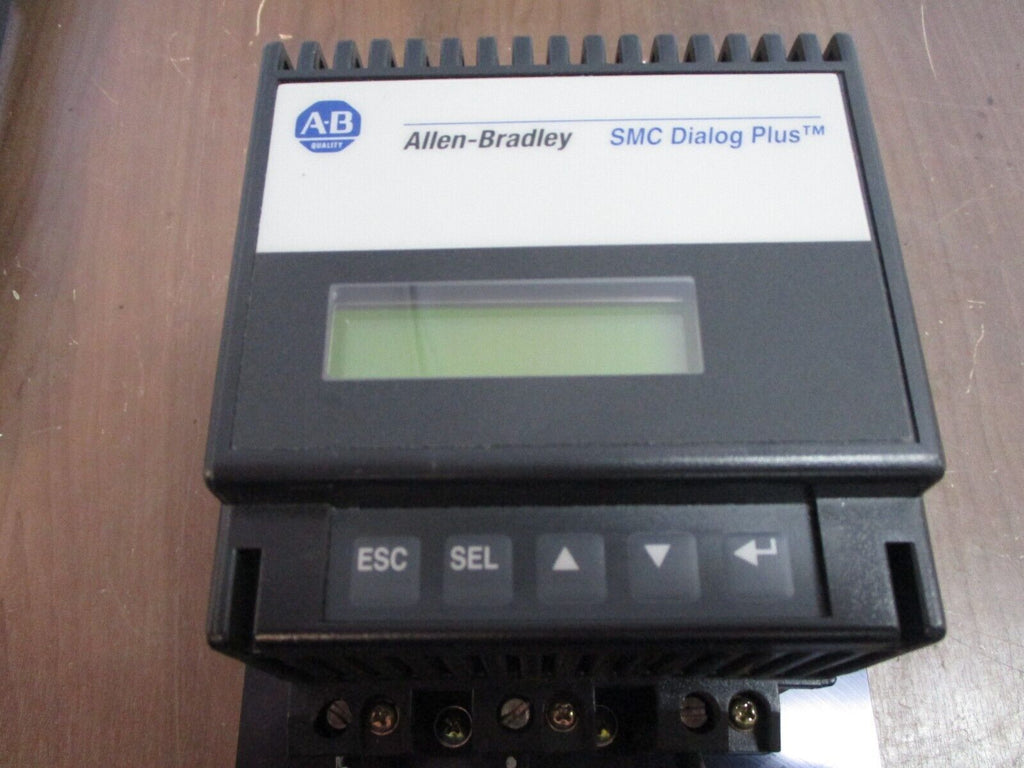 A-B
QUALITY
Allen-Bradley SMC Dialog Plus™
ESC SEL